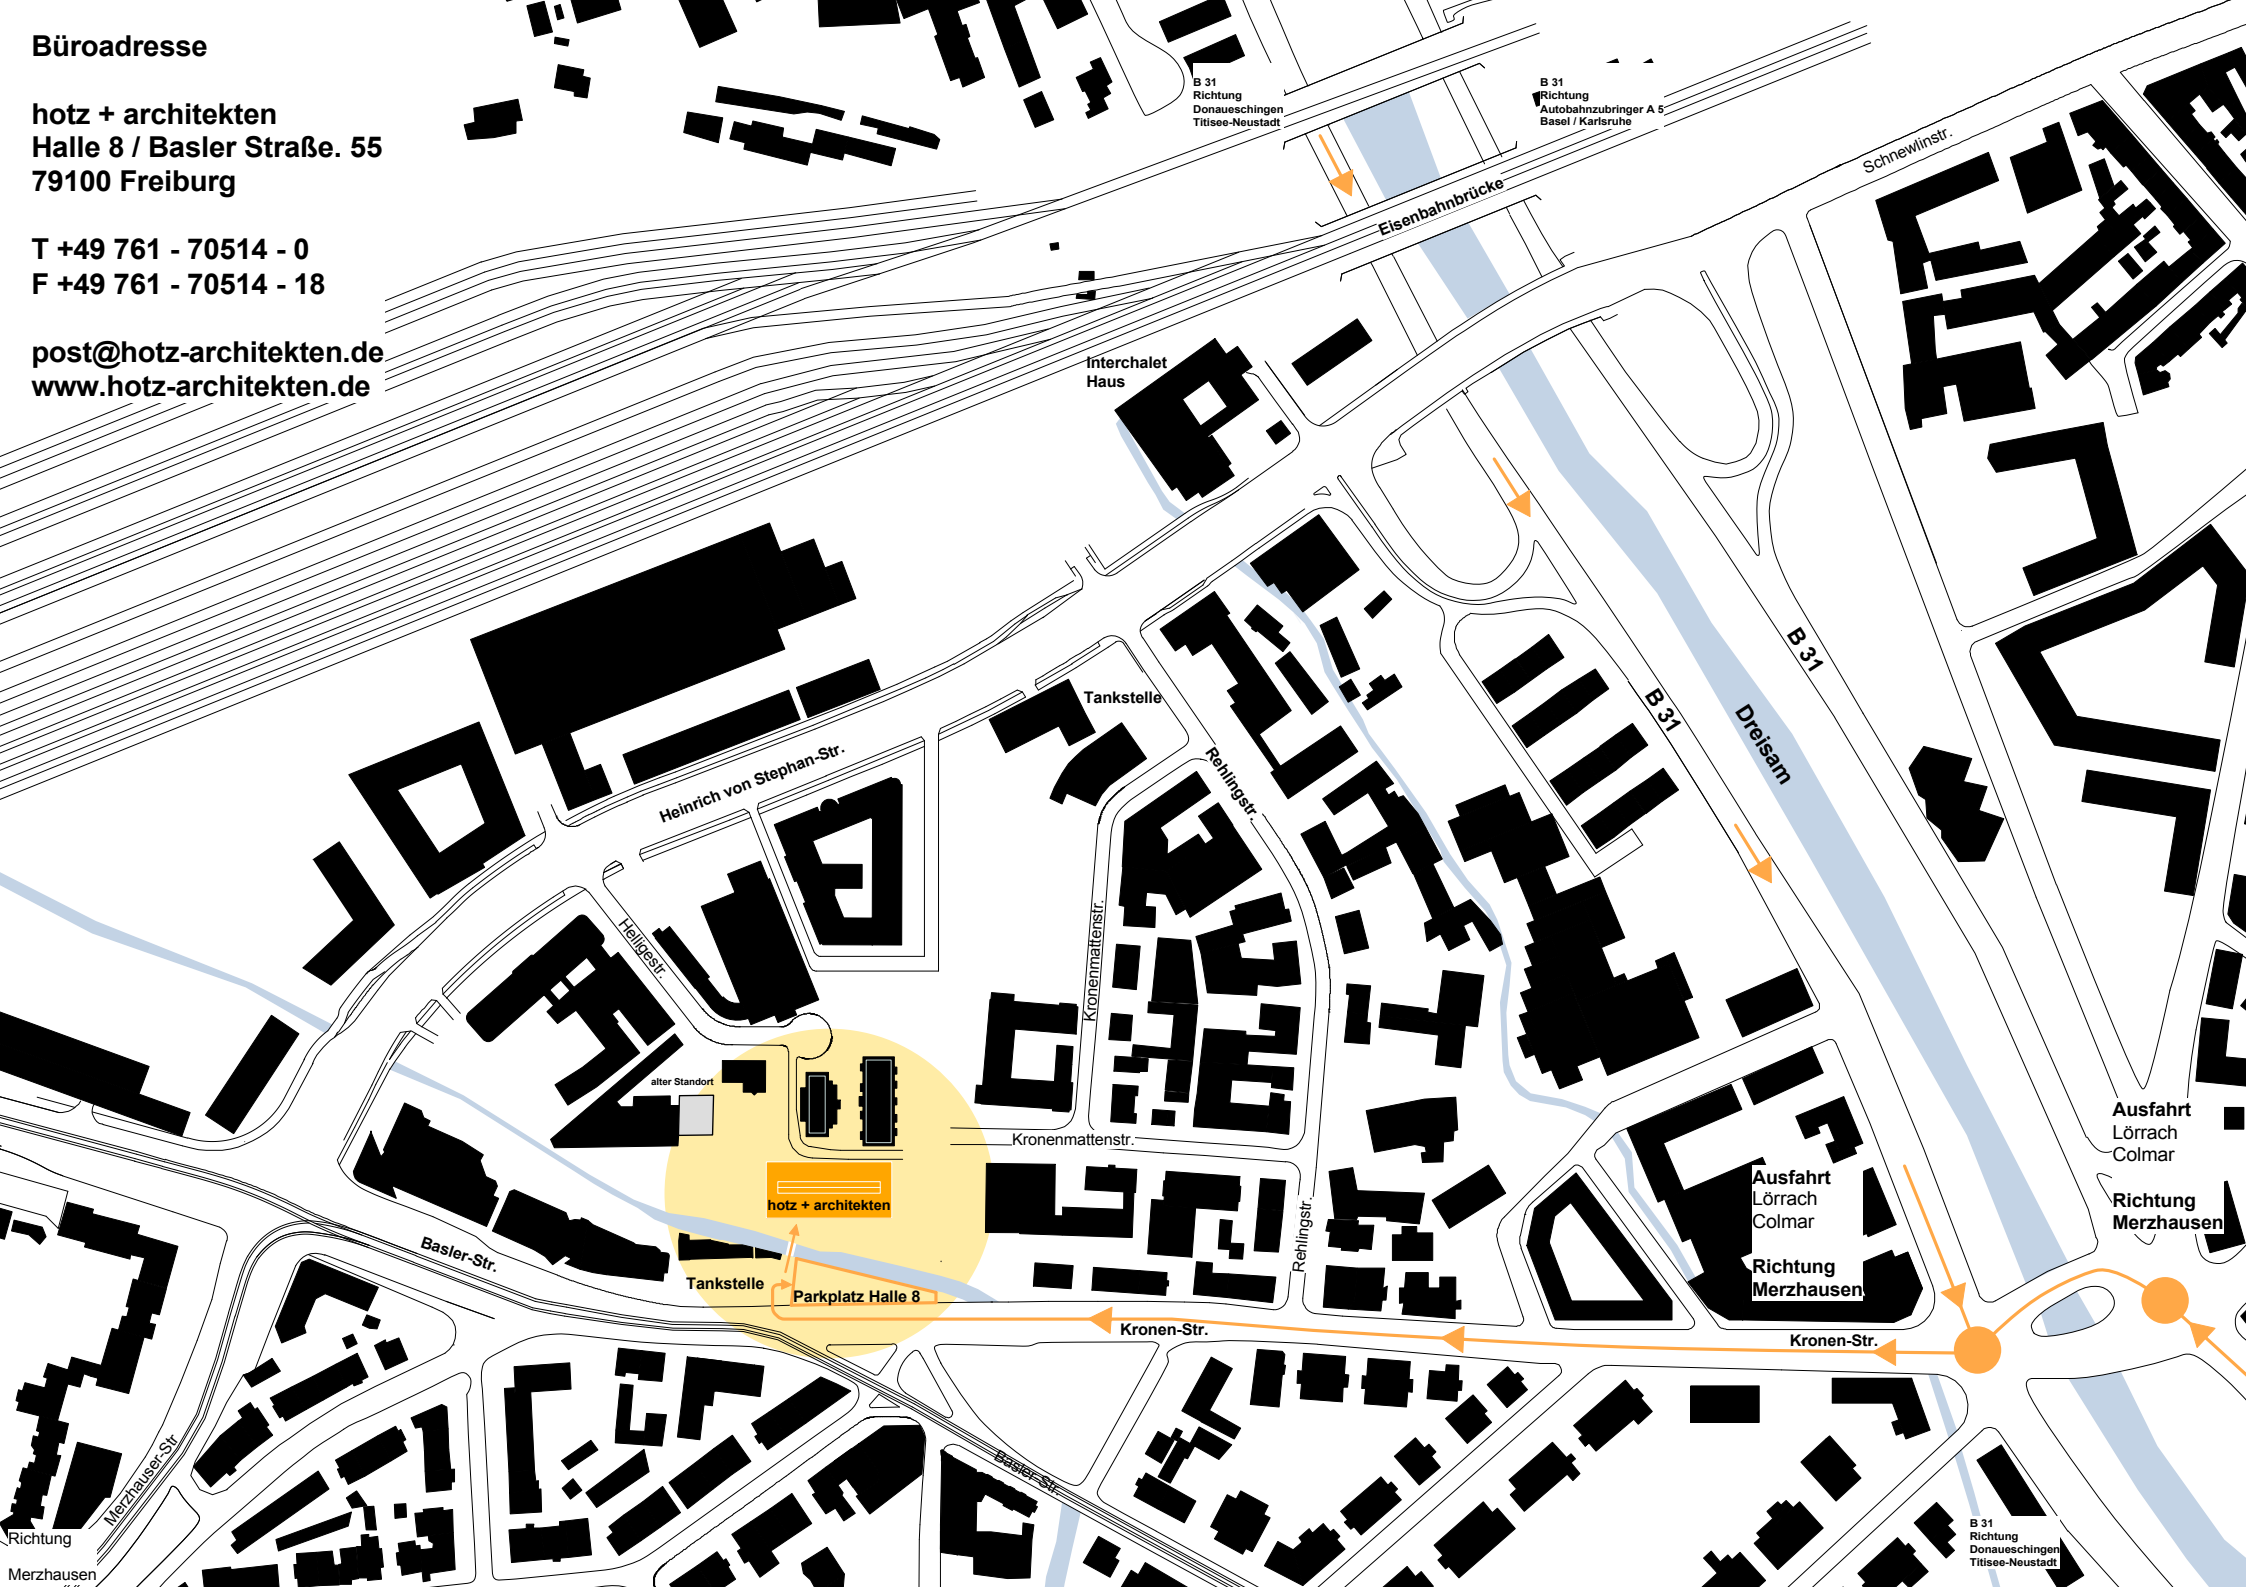 Büroadresse
hotz + architekten
Halle 8 / Basler Straße. 55
79100 Freiburg
T +49 761 - 70514 - 0
F +49 761 - 70514 - 18
post@hotz-architekten.de
www.hotz-architekten.de
B 31
Richtung
Donaueschingen
Titisee-Neustadt
B 31
Richtung
Autobahnzubringer A 5
Basel / Karlsruhe
Schnewlinstr.
Eisenbahnbrücke
Interchalet
Haus
B 31
B 31
Dreisam
Tankstelle
Rehlingstr.
Heinrich von Stephan-Str.
Kronenmattenstr.
Helligestr.
alter Standort
Kronenmattenstr.
Ausfahrt
Lörrach
Colmar
Richtung
Merzhausen
Ausfahrt
Lörrach
Colmar
Richtung
Merzhausen
hotz + architekten
Rehlingstr.
Basler-Str.
Tankstelle
Parkplatz Halle 8
Kronen-Str.
Kronen-Str.
Merzhauser-Str
Basler-Str.
Richtung
Merzhausen
B 31
Richtung
Donaueschingen
Titisee-Neustadt